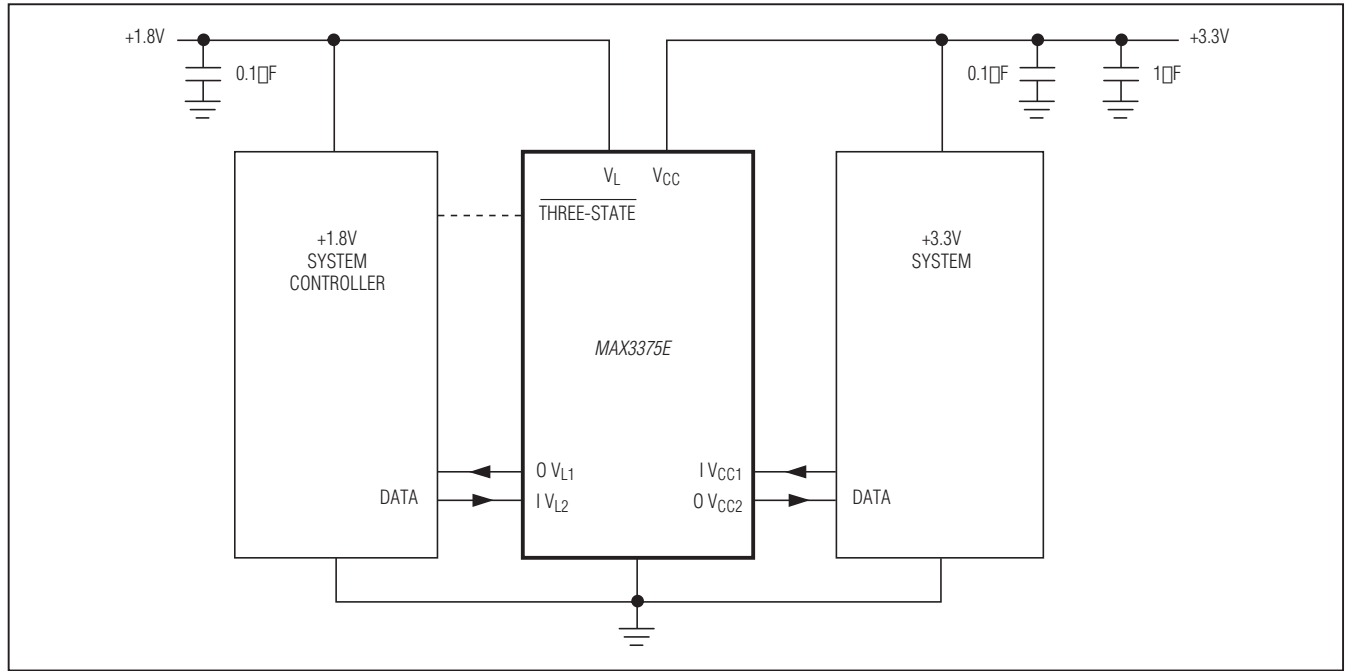 +1.8V
+3.3V
0.1▯F
0.1▯F
1▯F
VL
VCC
THREE-STATE
+1.8V
SYSTEM
CONTROLLER
+3.3V
SYSTEM
MAX3375E
O VL1
I VL2
DATA
I VCC1
O VCC2
DATA